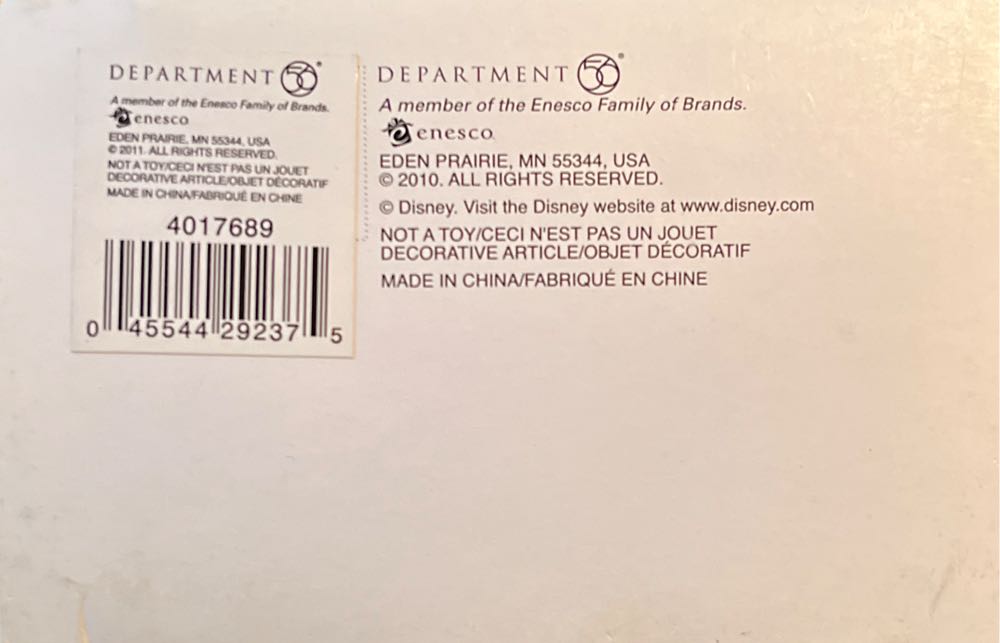 DEPARTMENT 56®
A member of the Enesco Family of Brands.
enesco
EDEN PRAIRIE, MN 55344, USA
© 2011. ALL RIGHTS RESERVED.
NOT A TOY/CECI N'EST PAS UN JOUET
DECORATIVE ARTICLE/OBJET DÉCORATIF
MADE IN CHINA/FABRIQUÉ EN CHINE
4017689
0 45544 29237 5
DEPARTMENT 56®
A member of the Enesco Family of Brands.
enesco.
EDEN PRAIRIE, MN 55344, USA
© 2010. ALL RIGHTS RESERVED.
© Disney. Visit the Disney website at www.disney.com
NOT A TOY/CECI N'EST PAS UN JOUET
DECORATIVE ARTICLE/OBJET DÉCORATIF
MADE IN CHINA/FABRIQUÉ EN CHINE